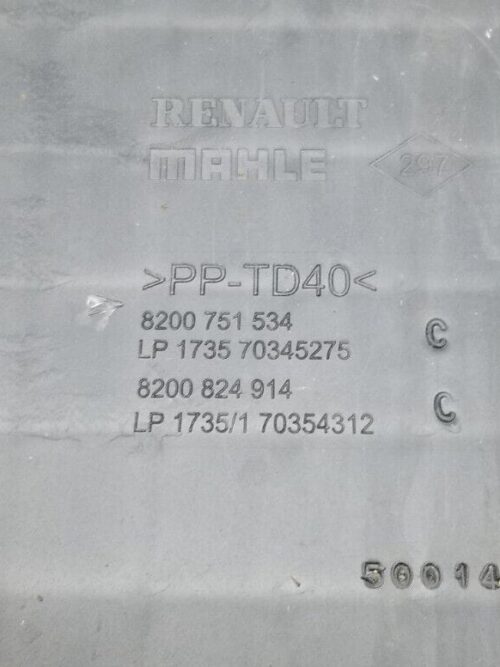 RENAULT
MAHLE
297
>PP-TD40<
8200 751 534
LP 1735 70345275
C
8200 824 914
LP 1735/1 70354312
C
50014